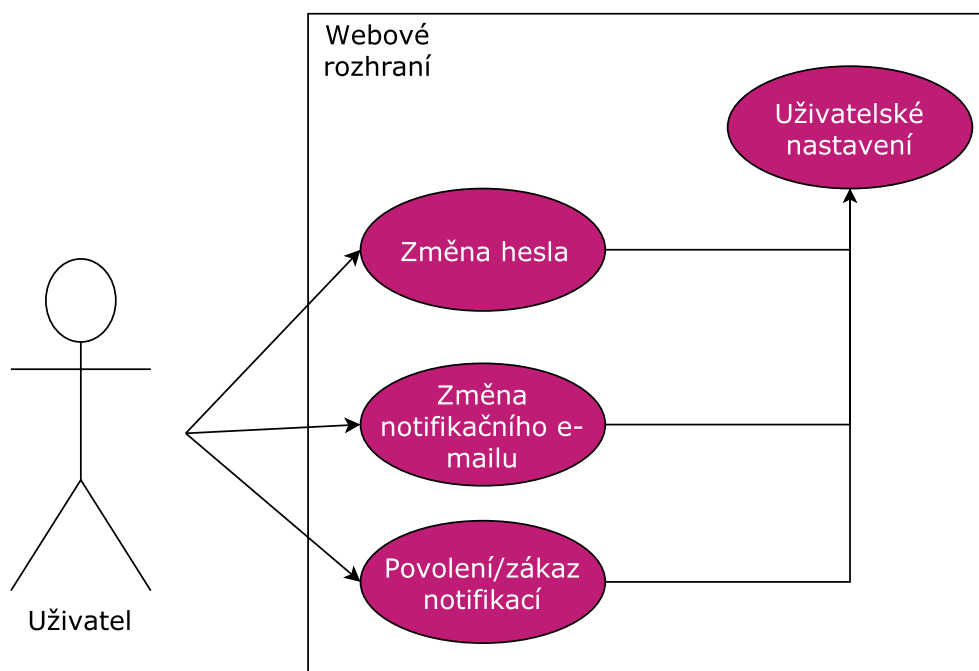 Webové
rozhraní
Uživatelské
nastavení
Změna hesla
Změna
notifikačního e-
mailu
Povolení/zákaz
notifikací
Uživatel